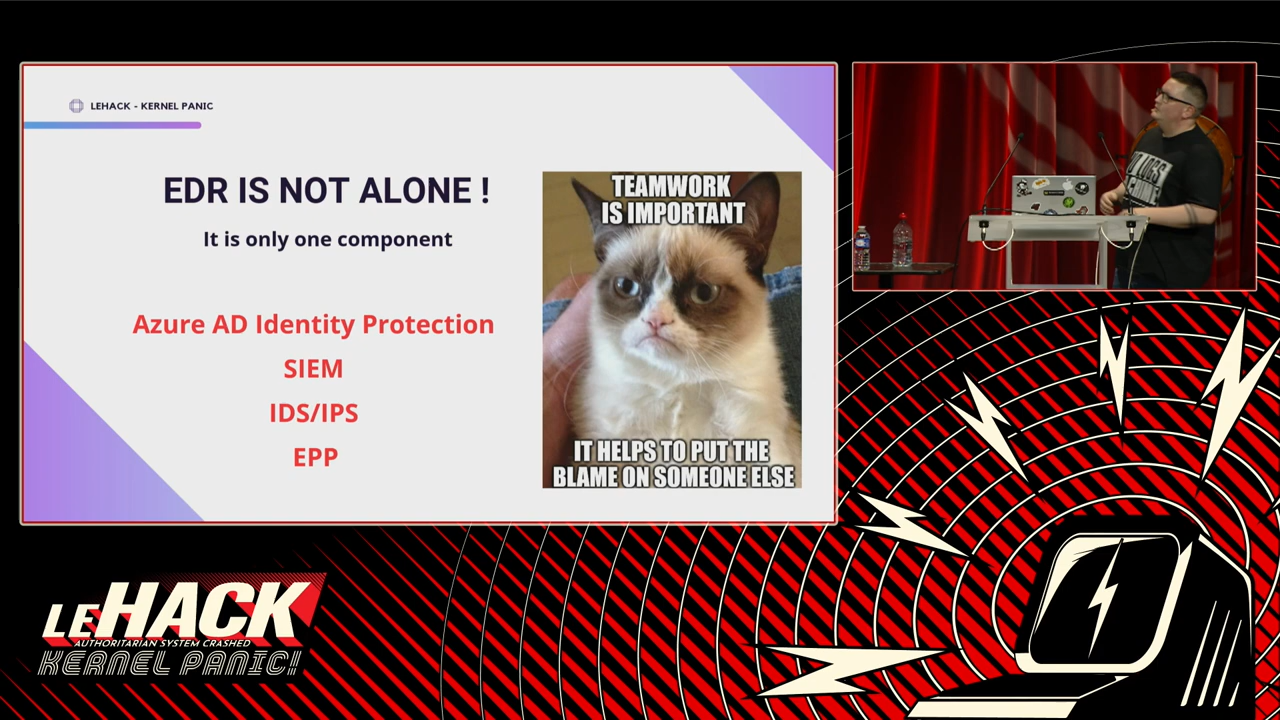 LEHACK - KERNEL PANIC
EDR IS NOT ALONE !
It is only one component
Azure AD Identity Protection
SIEM
IDS/IPS
EPP
TEAMWORK
IS IMPORTANT
IT HELPS TO PUT THE
BLAME ON SOMEONE ELSE
LEHACK
AUTHORITARIAN SYSTEM CRASHED
KERNEL PANIC!